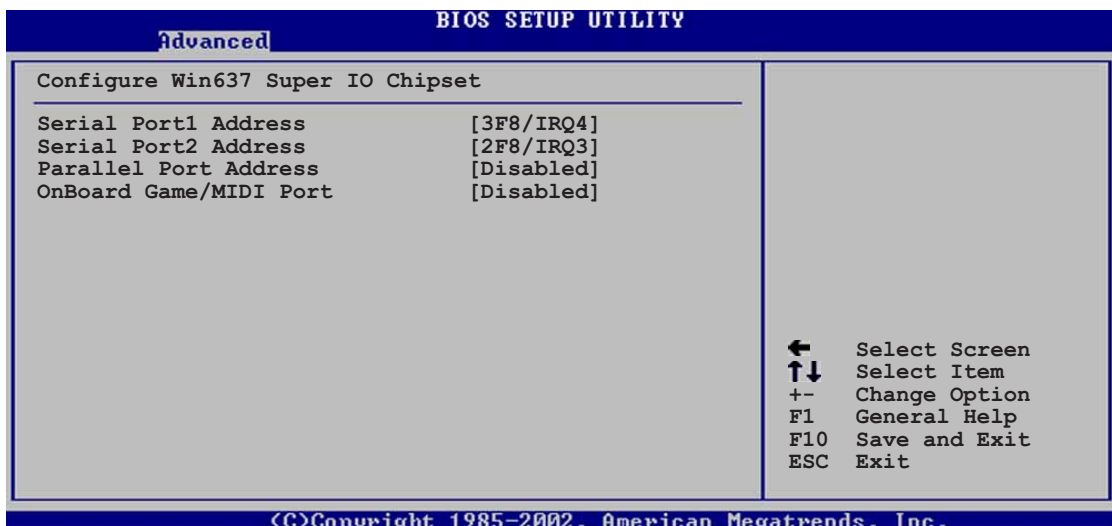 BIOS SETUP UTILITY
Advanced
Configure Win637 Super IO Chipset
Serial Port1 Address [3F8/IRQ4]
Serial Port2 Address [2F8/IRQ3]
Parallel Port Address [Disabled]
OnBoard Game/MIDI Port [Disabled]
← Select Screen
↑↓ Select Item
+- Change Option
F1 General Help
F10 Save and Exit
ESC Exit
(C)Copyright 1985-2002, American Megatrends, Inc.